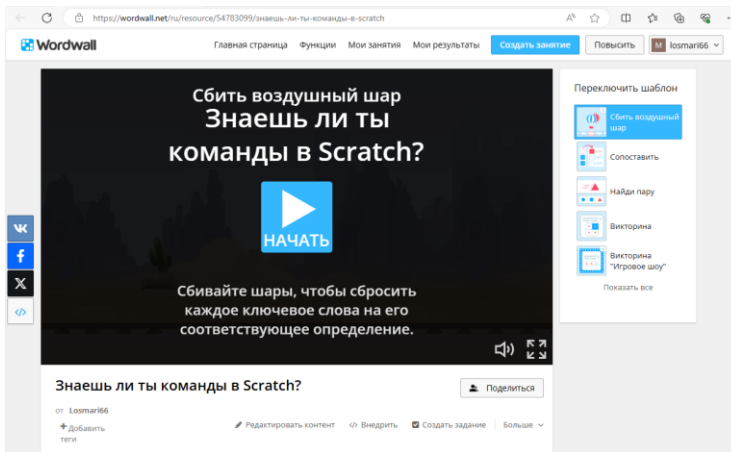 https://wordwall.net/ru/resource/54783099/знаешь-ли-ты-команды-в-scratch
Wordwall
Главная страница Функции Мои занятия Мои результаты Создать занятие Повысить M losmari66
Сбить воздушный шар
Знаешь ли ты
команды в Scratch?
НАЧАТЬ
Сбивайте шары, чтобы сбросить
каждое ключевое слова на его
соответствующее определение.
Переключить шаблон
Сбить воздушный
шар
Сопоставить
Найди пару
Викторина
Викторина
"Игровое шоу"
Показать все
Знаешь ли ты команды в Scratch?
Поделиться
от Losmari66
Добавить
теги
Редактировать контент Внедрить Создать задание Больше